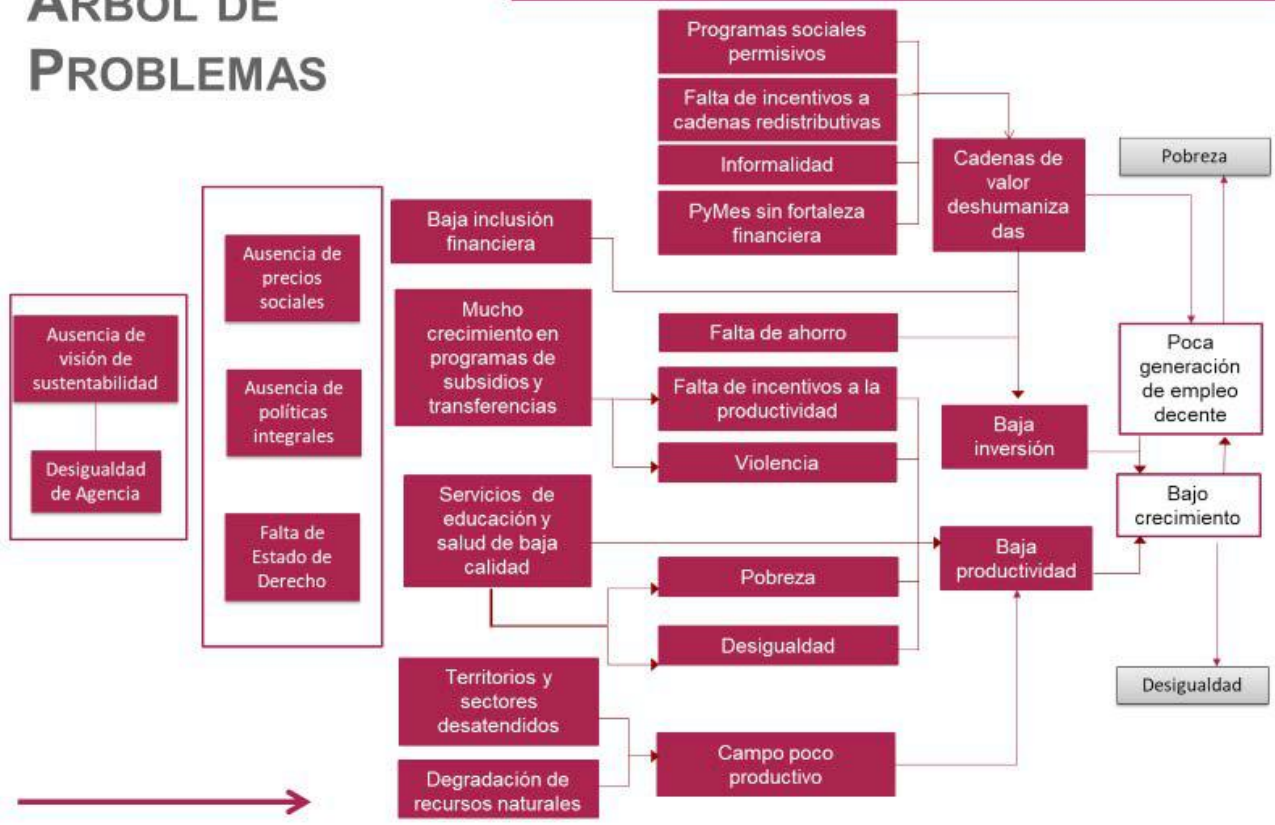 ÁRBOL DE
PROBLEMAS
Ausencia de
visión de
sustentabilidad
Desigualdad
de Agencia
Ausencia de
precios
sociales
Ausencia de
políticas
integrales
Falta de
Estado de
Derecho
Baja inclusión
financiera
Mucho
crecimiento en
programas de
subsidios y
transferencias
Servicios de
educación y
salud de baja
calidad
Territorios y
sectores
desatendidos
Degradación de
recursos naturales
Programas sociales
permisivos
Falta de incentivos a
cadenas redistributivas
Informalidad
PyMes sin fortaleza
financiera
Falta de ahorro
Falta de incentivos a la
productividad
Violencia
Pobreza
Desigualdad
Campo poco
productivo
Cadenas de
valor
deshumaniza
das
Baja
inversión
Baja
productividad
Pobreza
Poca
generación
de empleo
decente
Bajo
crecimiento
Desigualdad